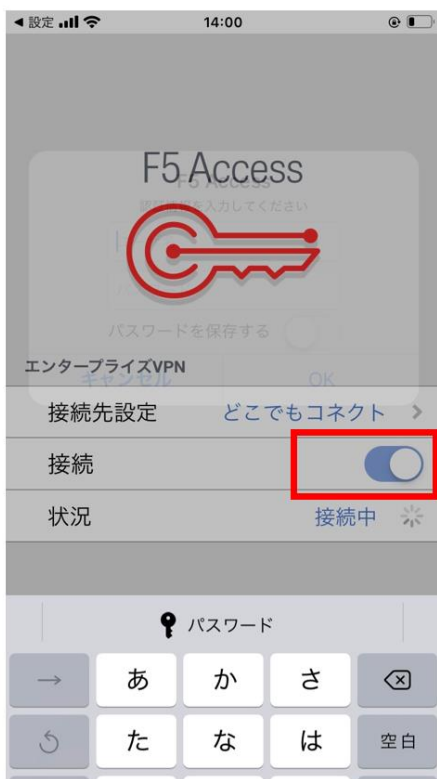 ◀設定 14:00
F5 Access
F5 Access
パスワードを保存する
エンタープライズVPN
キャンセル OK
接続先設定 どこでもコネクト >
接続
状況 接続中
パスワード
→ あ か さ
た な は 空白